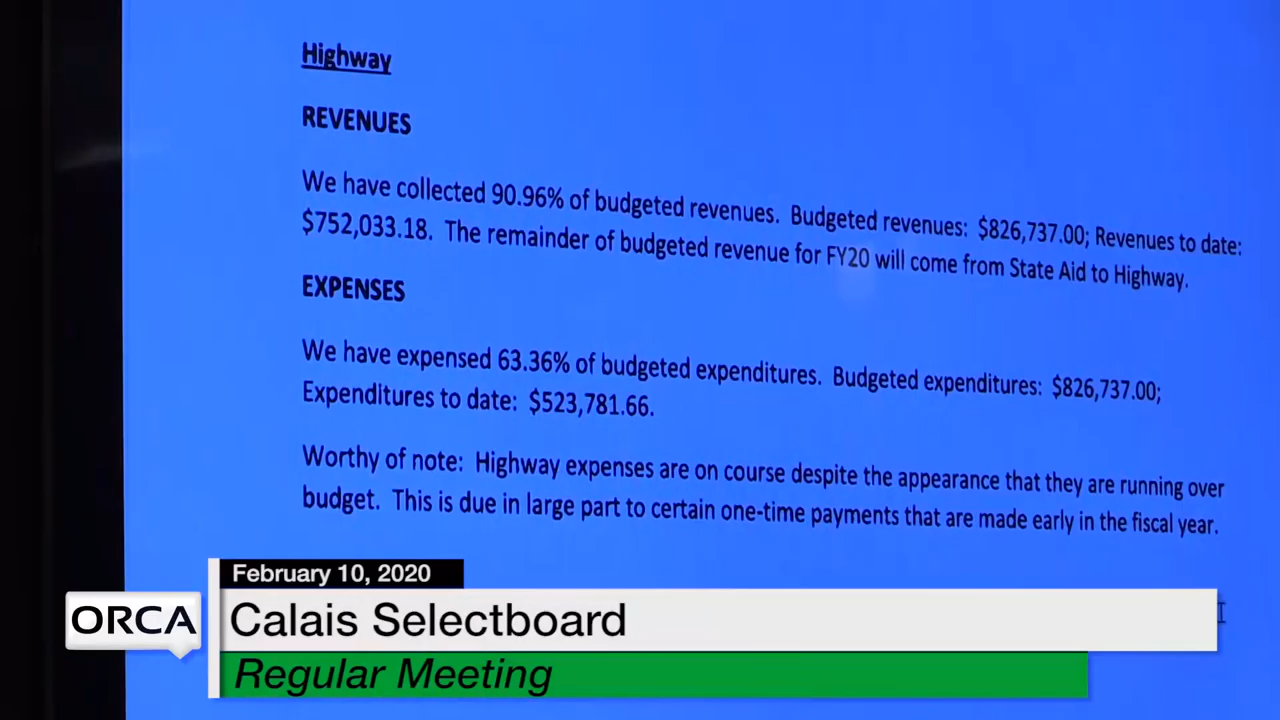 Highway
REVENUES
We have collected 90.96% of budgeted revenues. Budgeted revenues: $826,737.00; Revenues to date:
$752,033.18. The remainder of budgeted revenue for FY20 will come from State Aid to Highway.
EXPENSES
We have expensed 63.36% of budgeted expenditures. Budgeted expenditures: $826,737.00;
Expenditures to date: $523,781.66.
Worthy of note: Highway expenses are on course despite the appearance that they are running over
budget. This is due in large part to certain one-time payments that are made early in the fiscal year.
February 10, 2020
ORCA
Calais Selectboard
Regular Meeting